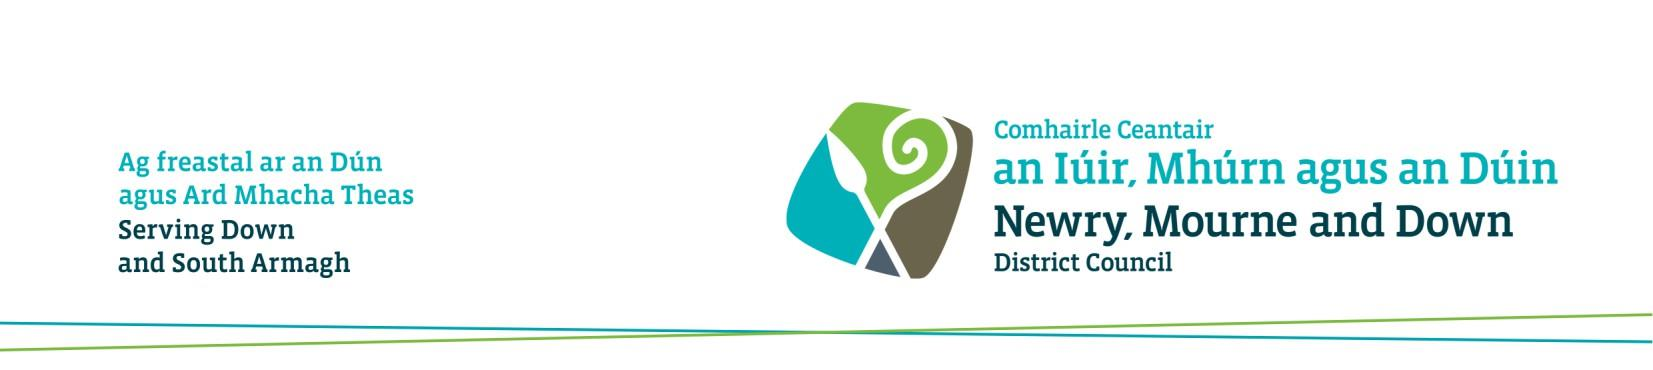 Ag freastal ar an Dún
agus Ard Mhacha Theas
Serving Down
and South Armagh
Comhairle Ceantair
an Iúir, Mhúrn agus an Dúin
Newry, Mourne and Down
District Council